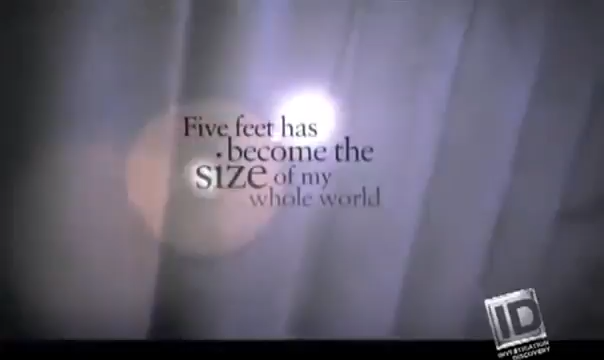 Five feet has
become the
size of my
whole world
ID
INVESTIGATION
DISCOVERY